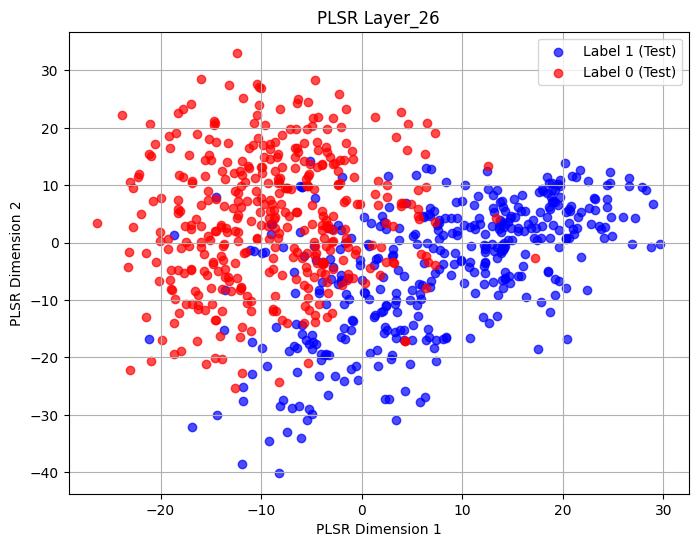 PLSR Layer_26
Label 1 (Test)
Label 0 (Test)
30
20
10
0
−10
−20
−30
−40
PLSR Dimension 2
−20 −10 0 10 20 30
PLSR Dimension 1